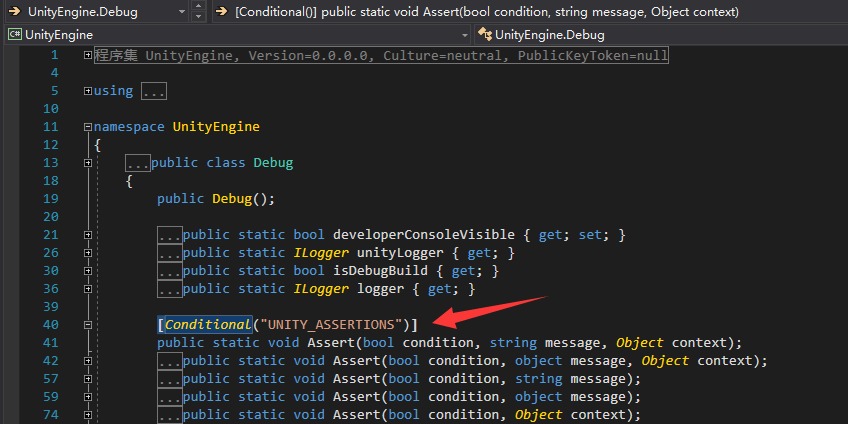 UnityEngine.Debug [Conditional()] public static void Assert(bool condition, string message, Object context)
C# UnityEngine UnityEngine.Debug
1 程序集 UnityEngine, Version=0.0.0.0, Culture=neutral, PublicKeyToken=null
4
5 using ...
10
11 namespace UnityEngine
12 {
13 ...public class Debug
18 {
19 public Debug();
20
21 ...public static bool developerConsoleVisible { get; set; }
26 ...public static ILogger unityLogger { get; }
30 ...public static bool isDebugBuild { get; }
36 ...public static ILogger logger { get; }
39
40 [Conditional("UNITY_ASSERTIONS")]
41 public static void Assert(bool condition, string message, Object context);
42 ...public static void Assert(bool condition, object message, Object context);
57 ...public static void Assert(bool condition, string message);
59 ...public static void Assert(bool condition, object message);
74 ...public static void Assert(bool condition, Object context);